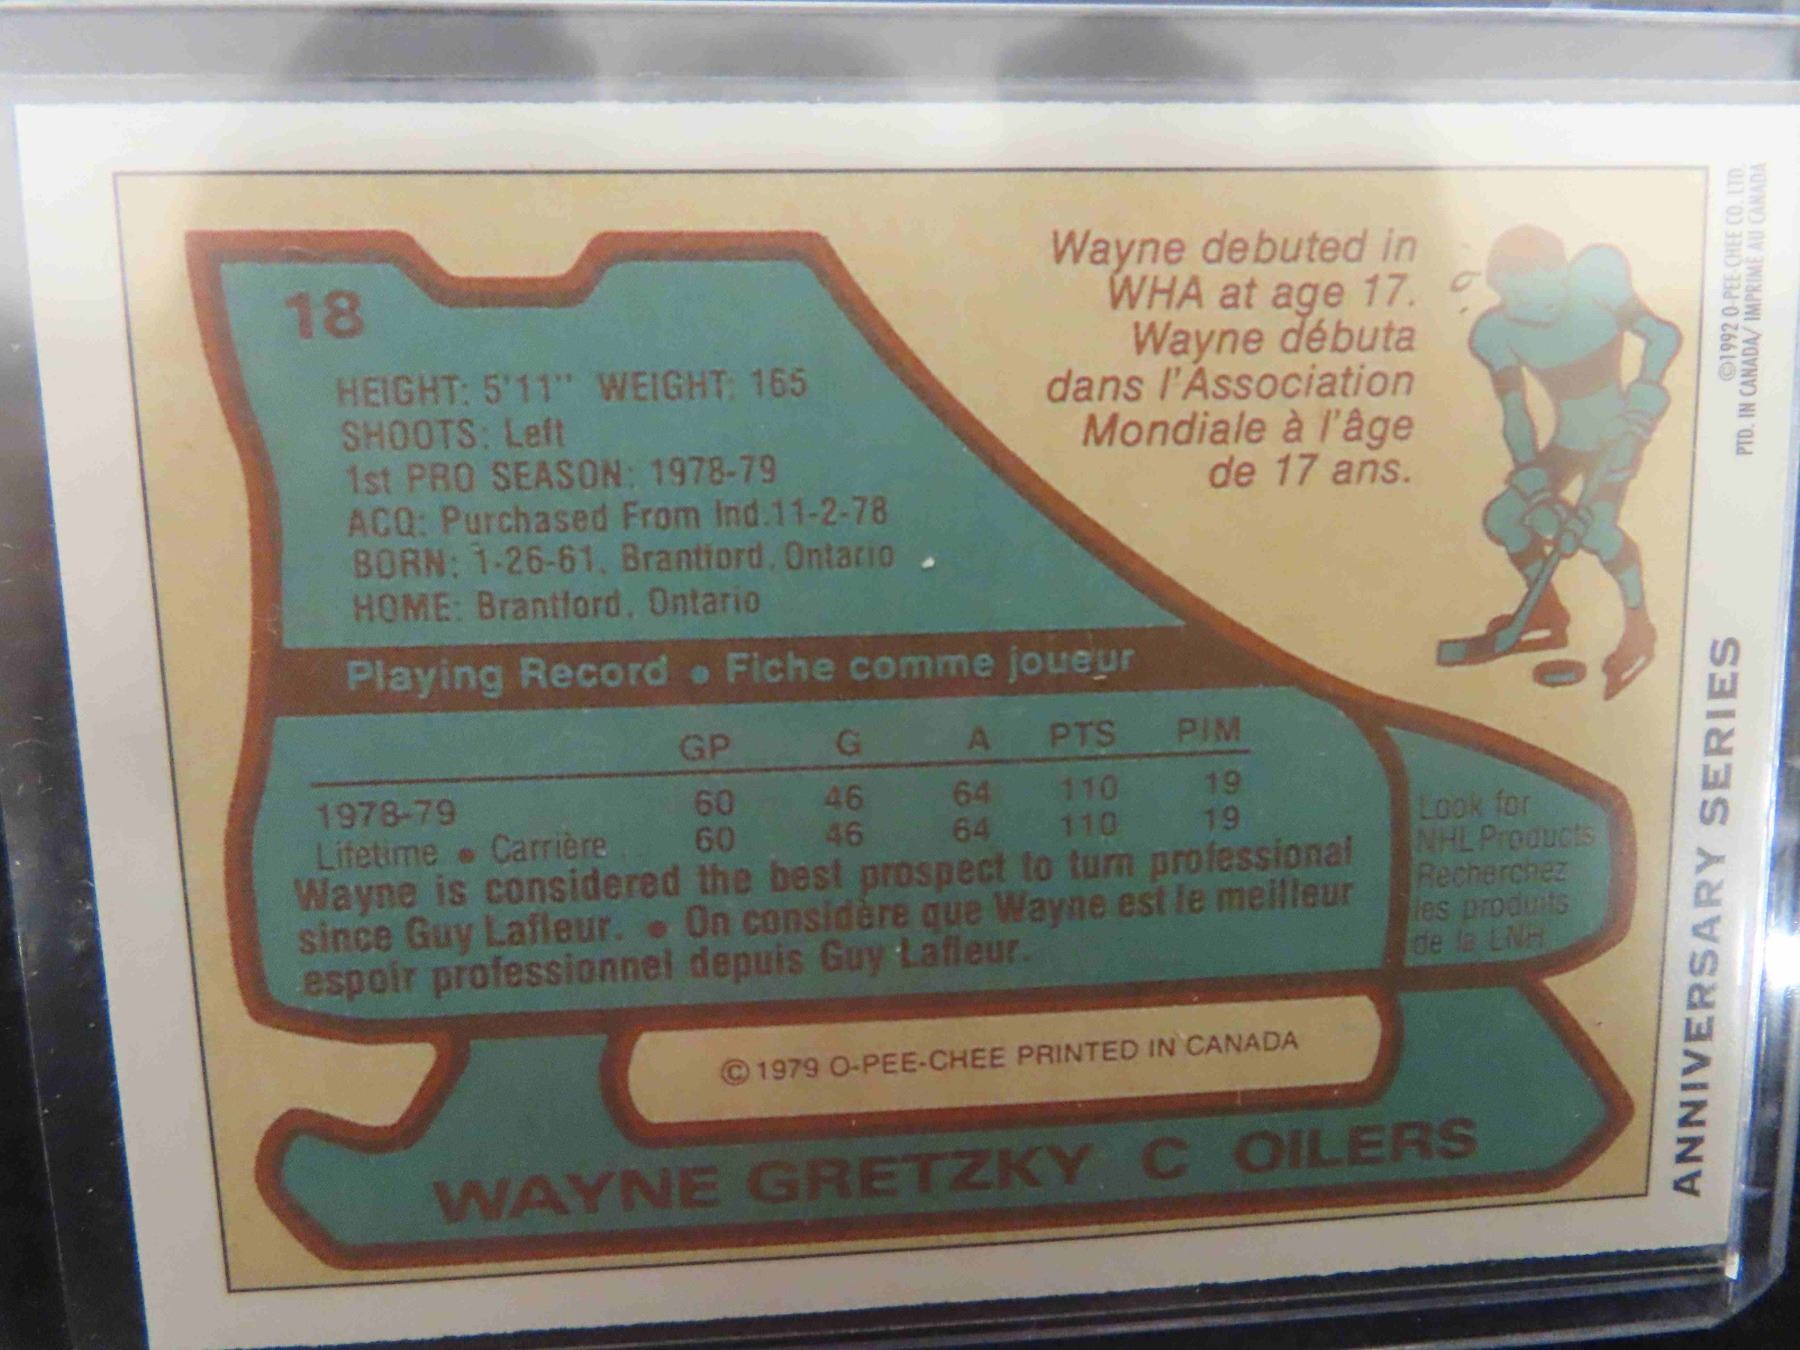 18
HEIGHT: 5'11" WEIGHT: 165
SHOOTS: Left
1st PRO SEASON: 1978-79
ACQ: Purchased From Ind.11-2-78
BORN: 1-26-61, Brantford, Ontario
HOME: Brantford, Ontario
Wayne debuted in
WHA at age 17.
Wayne débuta
dans l'Association
Mondiale à l'âge
de 17 ans.
Playing Record • Fiche comme joueur
GP G A PTS PIM
1978-79 60 46 64 110 19
Lifetime • Carrière .. 60 46 64 110 19
Wayne is considered the best prospect to turn professional
since Guy Lafleur. • On considère que Wayne est le meilleur
espoir professionnel depuis Guy Lafleur.
Look for
NHL Products
Recherchez
les produits
de la LNH
© 1979 O-PEE-CHEE PRINTED IN CANADA
WAYNE GRETZKY C OILERS
ANNIVERSARY SERIES
©1992 O-PEE-CHEE CO. LTD.
PTD. IN CANADA/ IMPRIME AU CANADA